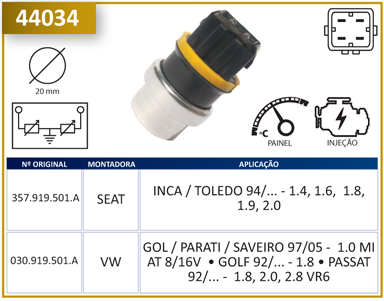 44034
20 mm
°C
PAINEL
INJEÇÃO
Nº ORIGINAL MONTADORA APLICAÇÃO
357.919.501.A SEAT INCA / TOLEDO 94/... - 1.4, 1.6, 1.8,
1.9, 2.0
030.919.501.A VW GOL / PARATI / SAVEIRO 97/05 - 1.0 MI
AT 8/16V • GOLF 92/... - 1.8 • PASSAT
92/... - 1.8, 2.0, 2.8 VR6